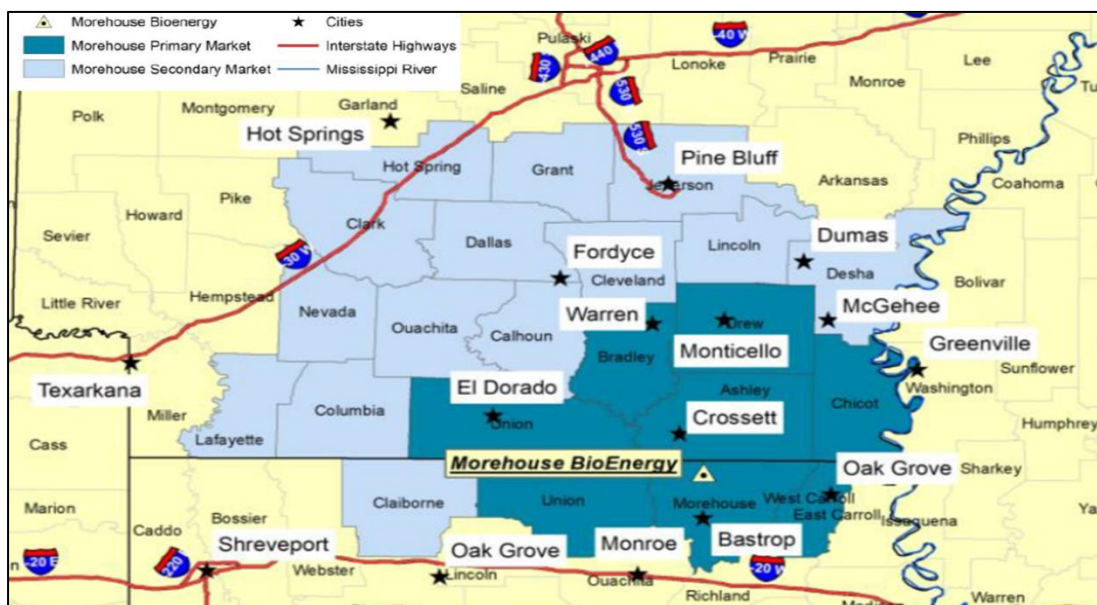 Morehouse Bioenergy
Cities
Morehouse Primary Market
Interstate Highways
Morehouse Secondary Market
Mississippi River
Pulaski
440
-40 W
430
Lonoke
Prairie
Lee
Monroe
Saline
530
Polk
Montgomery
Garland
Hot Springs
530 S
Phillips
Hot Spring
Grant
Pine Bluff
Jefferson
Arkansas
Coahoma
Pike
Howard
Sevier
Clark
Dallas
Fordyce
Lincoln
Dumas
-30 W
Cleveland
Desha
Bolivar
Little River
Hempstead
Nevada
Ouachita
Calhoun
Warren
McGehee
Drew
Bradley
Monticello
Greenville
Texarkana
Sunflower
Washington
Miller
El Dorado
Ashley
Chicot
Columbia
Union
Crossett
Humphrey
Cass
Lafayette
Morehouse BioEnergy
Oak Grove
Sharkey
Marion
Claiborne
Union
Morehouse
West Carroll
East Carroll
Issaquena
Caddo
Bossier
Shreveport
Oak Grove
Monroe
Bastrop
-20 E
220
-20 W
Webster
Lincoln
Ouachita
Richland
Warren